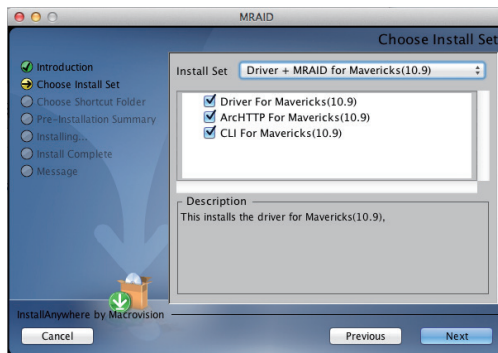 MRAID
Choose Install Set
Introduction
Choose Install Set
Choose Shortcut Folder
Pre-Installation Summary
Installing...
Install Complete
Message
Install Set
Driver + MRAID for Mavericks(10.9)
Driver For Mavericks(10.9)
ArcHTTP For Mavericks(10.9)
CLI For Mavericks(10.9)
Description
This installs the driver for Mavericks(10.9),
InstallAnywhere by Macrovision
Cancel
Previous
Next